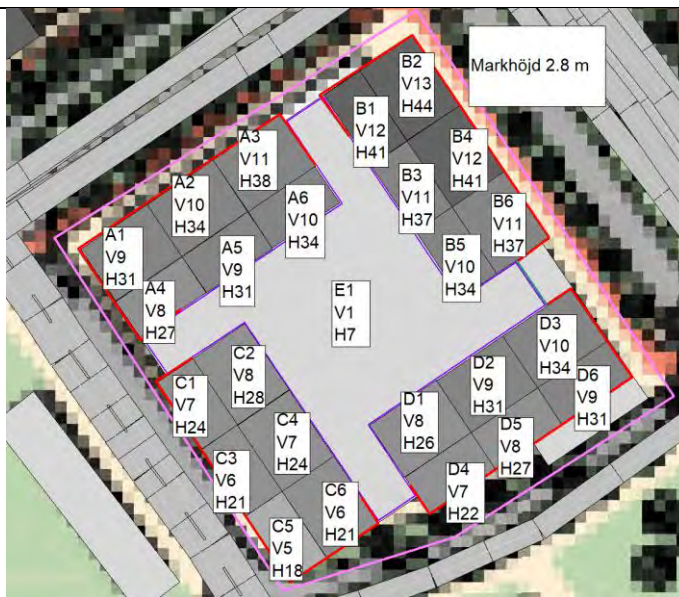 Markhöjd 2.8 m
B2
V13
H44
B1
V12
H41
B4
V12
H41
A3
V11
H38
B3
V11
H37
A2
V10
H34
A6
V10
H34
B6
V11
H37
A1
V9
H31
A5
V9
H31
B5
V10
H34
A4
V8
H27
E1
V1
H7
D3
V10
H34
C2
V8
H28
C1
V7
H24
D2
V9
H31
D6
V9
H31
D1
V8
H26
C4
V7
H24
D5
V8
H27
C3
V6
H21
D4
V7
H22
C6
V6
H21
C5
V5
H18